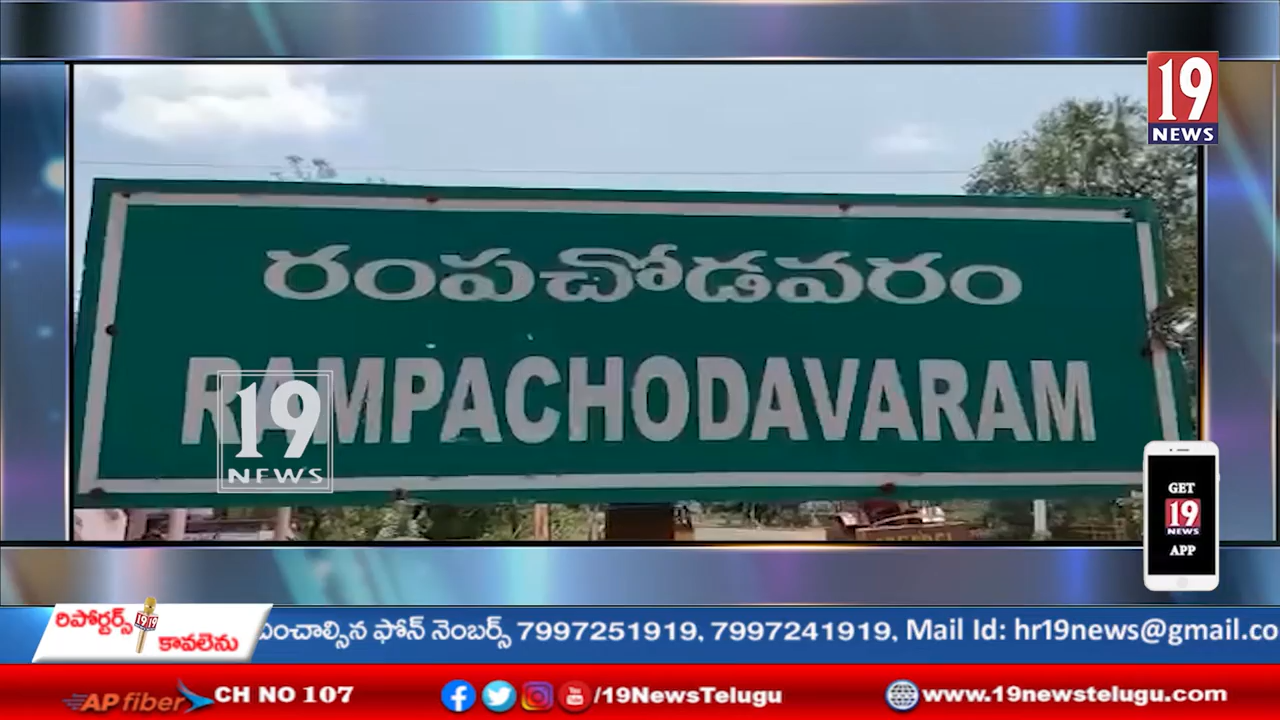 19
NEWS
రంపచోడవరం
RAMPACHODAVARAM
19
NEWS
GET
19
NEWS
APP
రిపోర్టర్స్
కావలెను
ించాల్సిన ఫోన్ నెంబర్స్ 7997251919, 7997241919, Mail Id: hr19news@gmail.co
AP fiber CH NO 107 /19NewsTelugu www.19newstelugu.com